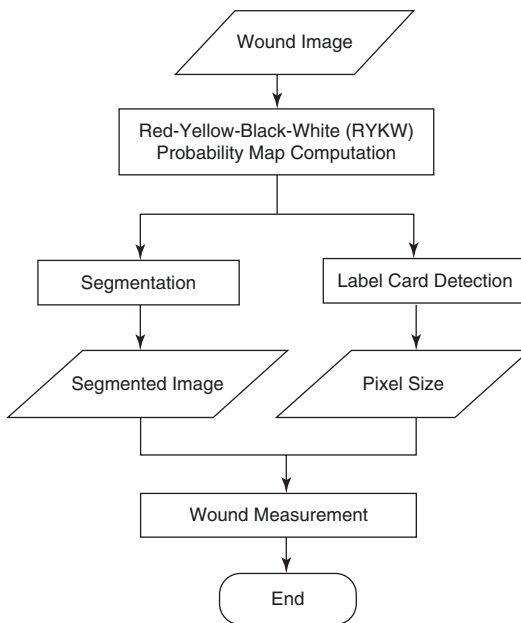 Wound Image
Red-Yellow-Black-White (RYKW)
Probability Map Computation
Segmentation
Label Card Detection
Segmented Image
Pixel Size
Wound Measurement
End